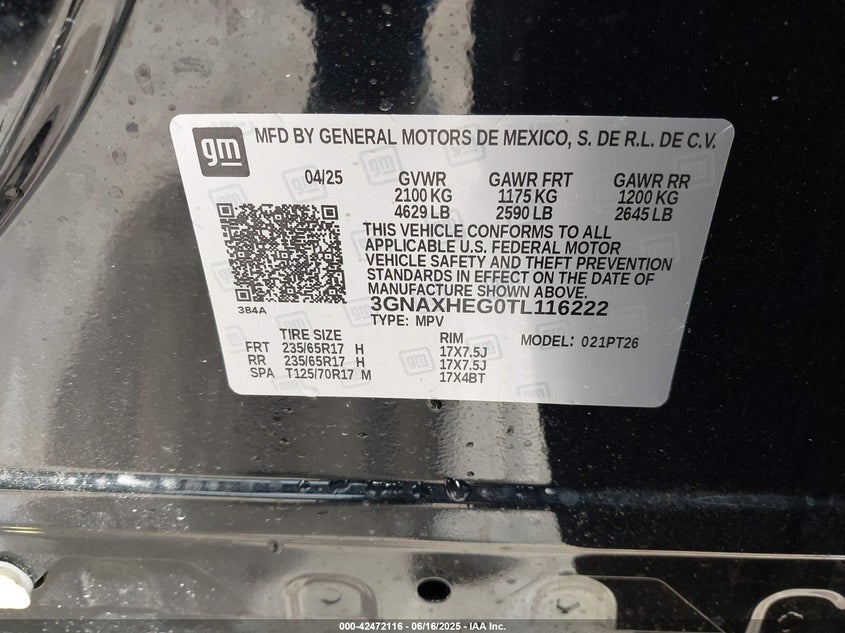 gm
MFD BY GENERAL MOTORS DE MEXICO, S. DE R.L. DE C.V.
04/25 GVWR GAWR FRT GAWR RR
2100 KG 1175 KG 1200 KG
4629 LB 2590 LB 2645 LB
THIS VEHICLE CONFORMS TO ALL
APPLICABLE U.S. FEDERAL MOTOR
VEHICLE SAFETY AND THEFT PREVENTION
STANDARDS IN EFFECT ON THE DATE OF
MANUFACTURE SHOWN ABOVE.
3GNAXHEG0TL116222
384A
TYPE: MPV
TIRE SIZE RIM MODEL: 021PT26
FRT 235/65R17 H 17X7.5J
RR 235/65R17 H 17X7.5J
SPA T125/70R17 M 17X4BT
000-42472116 - 06/16/2025 - IAA Inc.